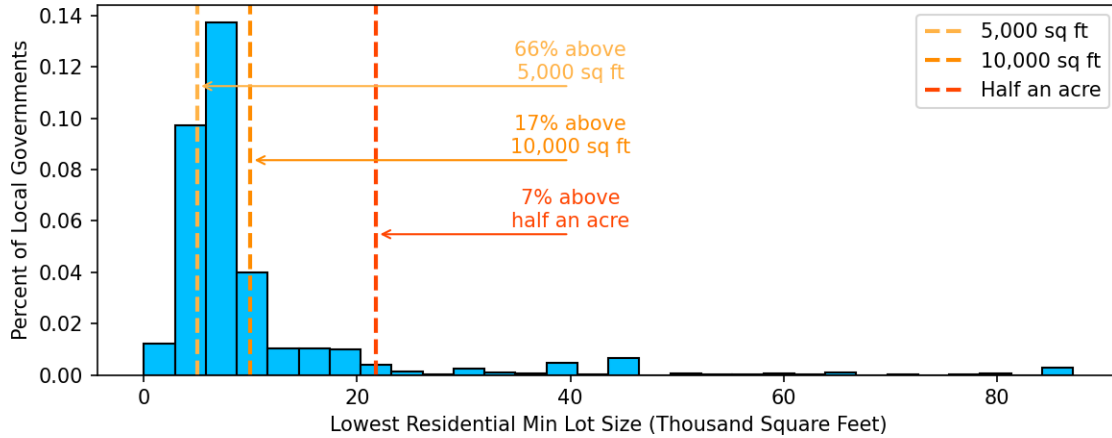 0.14
0.12
0.10
0.08
0.06
0.04
0.02
0.00
Percent of Local Governments
66% above
5,000 sq ft
17% above
10,000 sq ft
7% above
half an acre
5,000 sq ft
10,000 sq ft
Half an acre
0
20
40
60
80
Lowest Residential Min Lot Size (Thousand Square Feet)